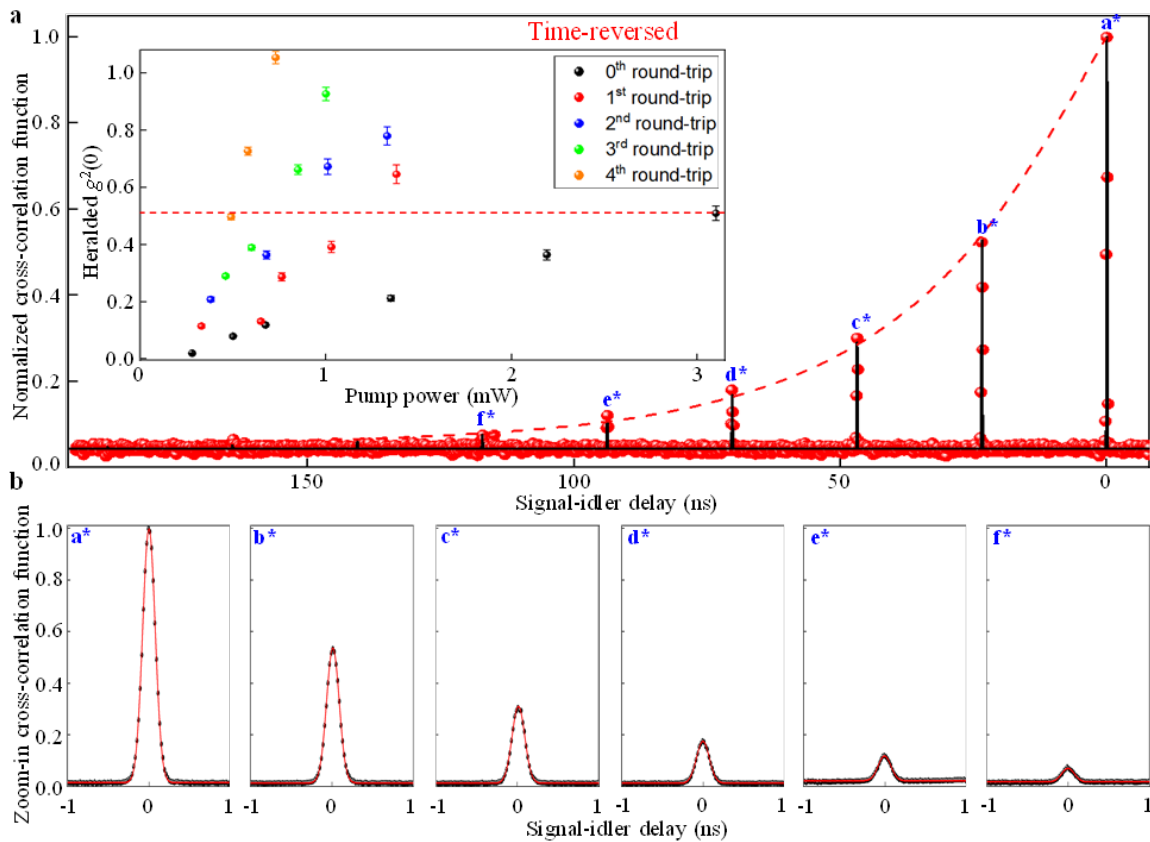 a
Time-reversed
a*
b*
c*
d*
e*
f*
Normalized cross-correlation function
1.0
0.8
0.6
0.4
0.2
0.0
150
100
50
0
Signal-idler delay (ns)
Heralded g²(0)
1.0
0.8
0.6
0.4
0.2
0.0
0
1
2
3
Pump power (mW)
0th round-trip
1st round-trip
2nd round-trip
3rd round-trip
4th round-trip
b
Zoom-in cross-correlation function
1.0
0.8
0.6
0.4
0.2
0.0
a*
b*
c*
d*
e*
f*
-1 0 1
-1 0 1
-1 0 1
-1 0 1
-1 0 1
-1 0 1
Signal-idler delay (ns)